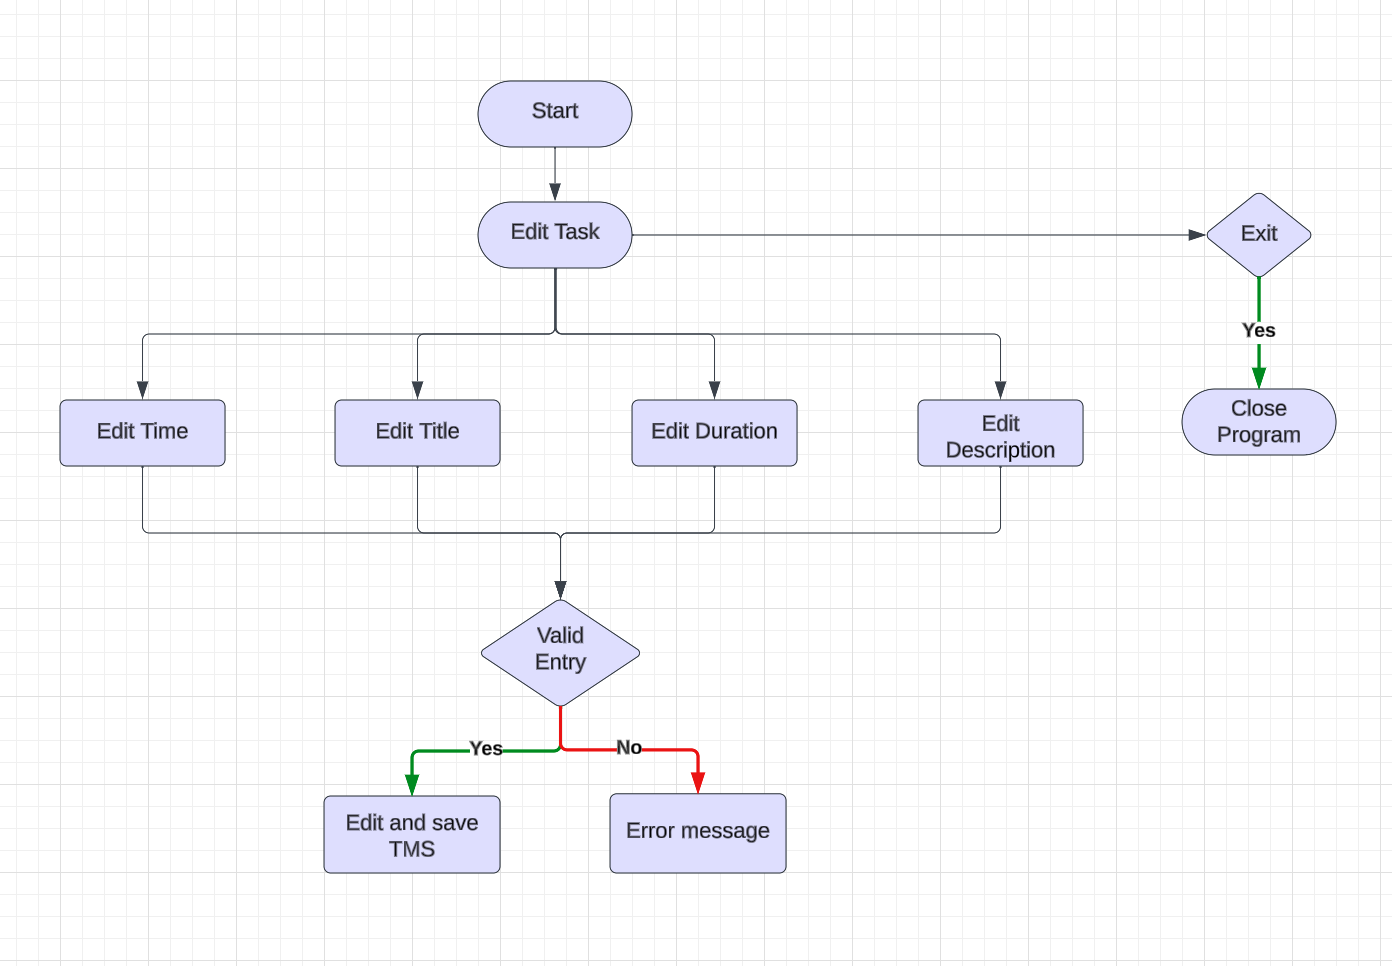 Start
Edit Task
Exit
Yes
Edit Time
Edit Title
Edit Duration
Edit
Description
Close
Program
Valid
Entry
Yes
No
Edit and save
TMS
Error message